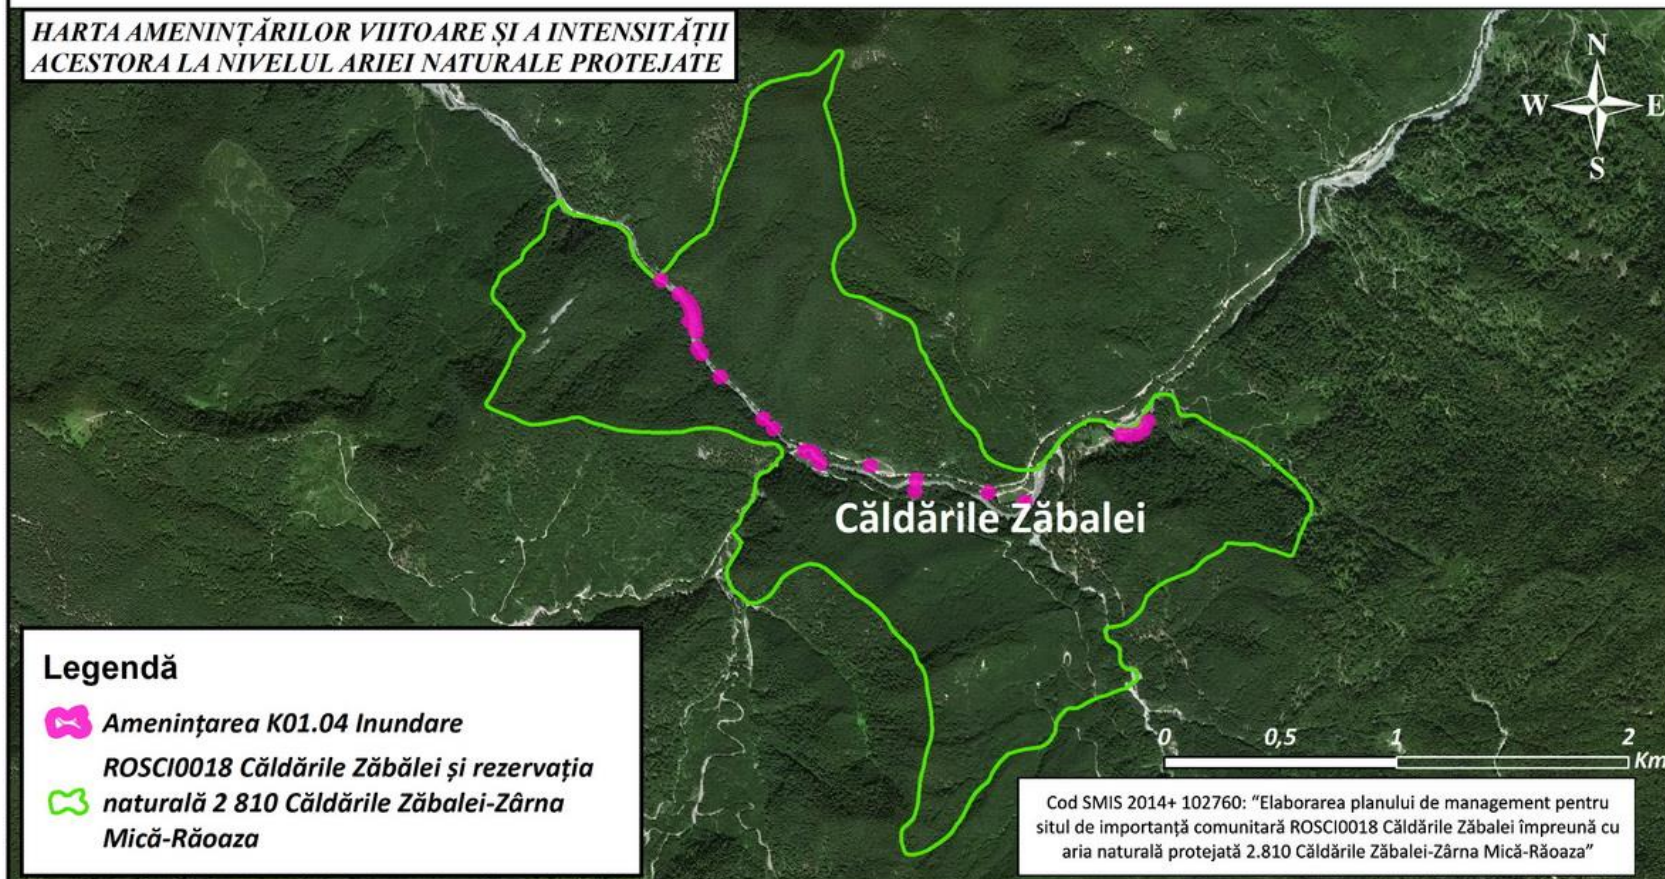 HARTA AMENINȚĂRILOR VIITOARE ȘI A INTENSITĂȚII
ACESTORA LA NIVELUL ARIEI NATURALE PROTEJATE
N
W E
S
Căldările Zăbalei
Legendă
Amenințarea K01.04 Inundare
ROSCI0018 Căldările Zăbălei și rezervația
naturală 2 810 Căldările Zăbalei-Zârna
Mică-Răoaza
0 0,5 1 2
Km
Cod SMIS 2014+ 102760: “Elaborarea planului de management pentru
situl de importanță comunitară ROSCI0018 Căldările Zăbalei împreună cu
aria naturală protejată 2.810 Căldările Zăbalei-Zârna Mică-Răoaza”